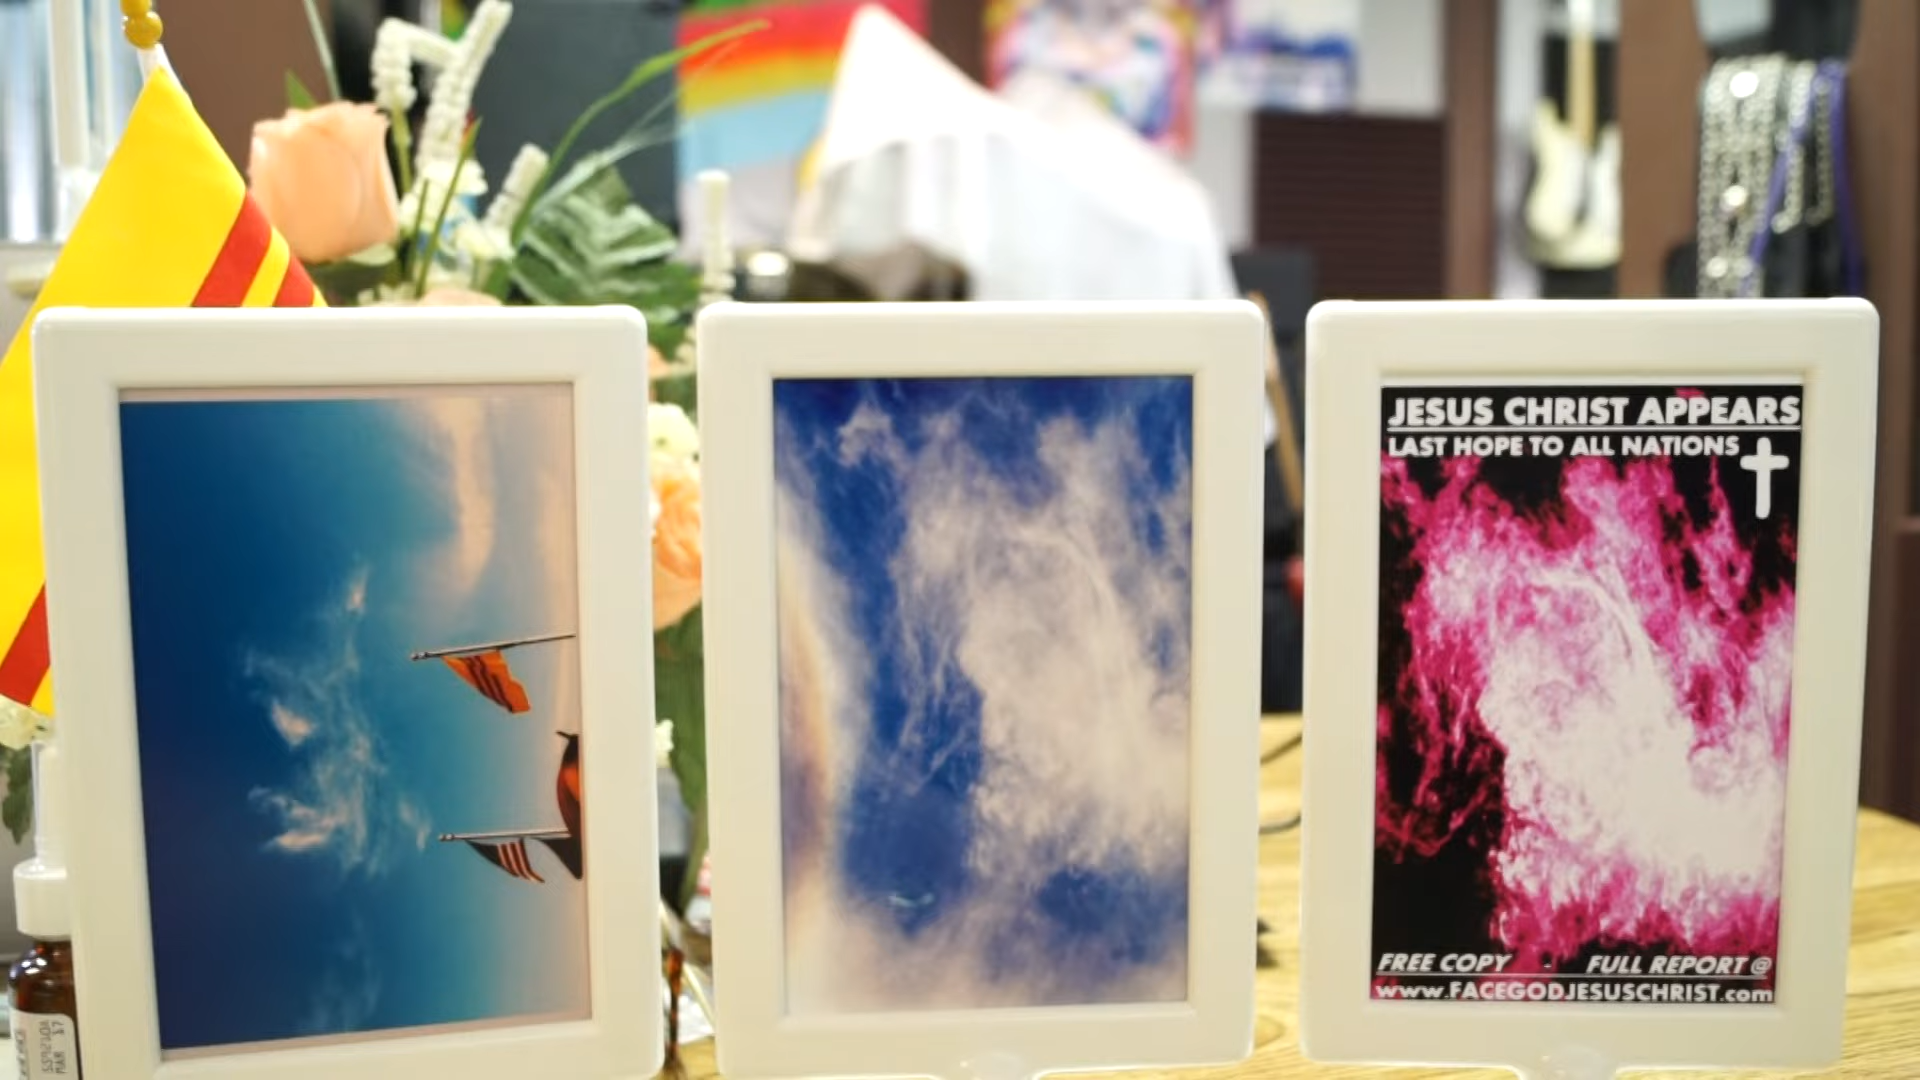 JESUS CHRIST APPEARS
LAST HOPE TO ALL NATIONS
FREE COPY - FULL REPORT @
www.FACEGODJESUSCHRIST.com